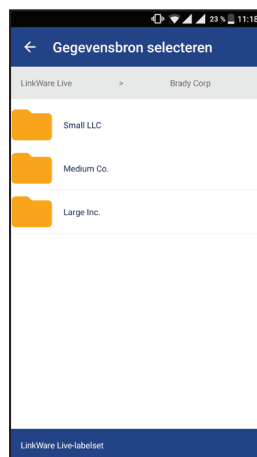 23 % 11:18
Gegevensbron selecteren
LinkWare Live > Brady Corp
Small LLC
Medium Co.
Large Inc.
LinkWare Live-labelset